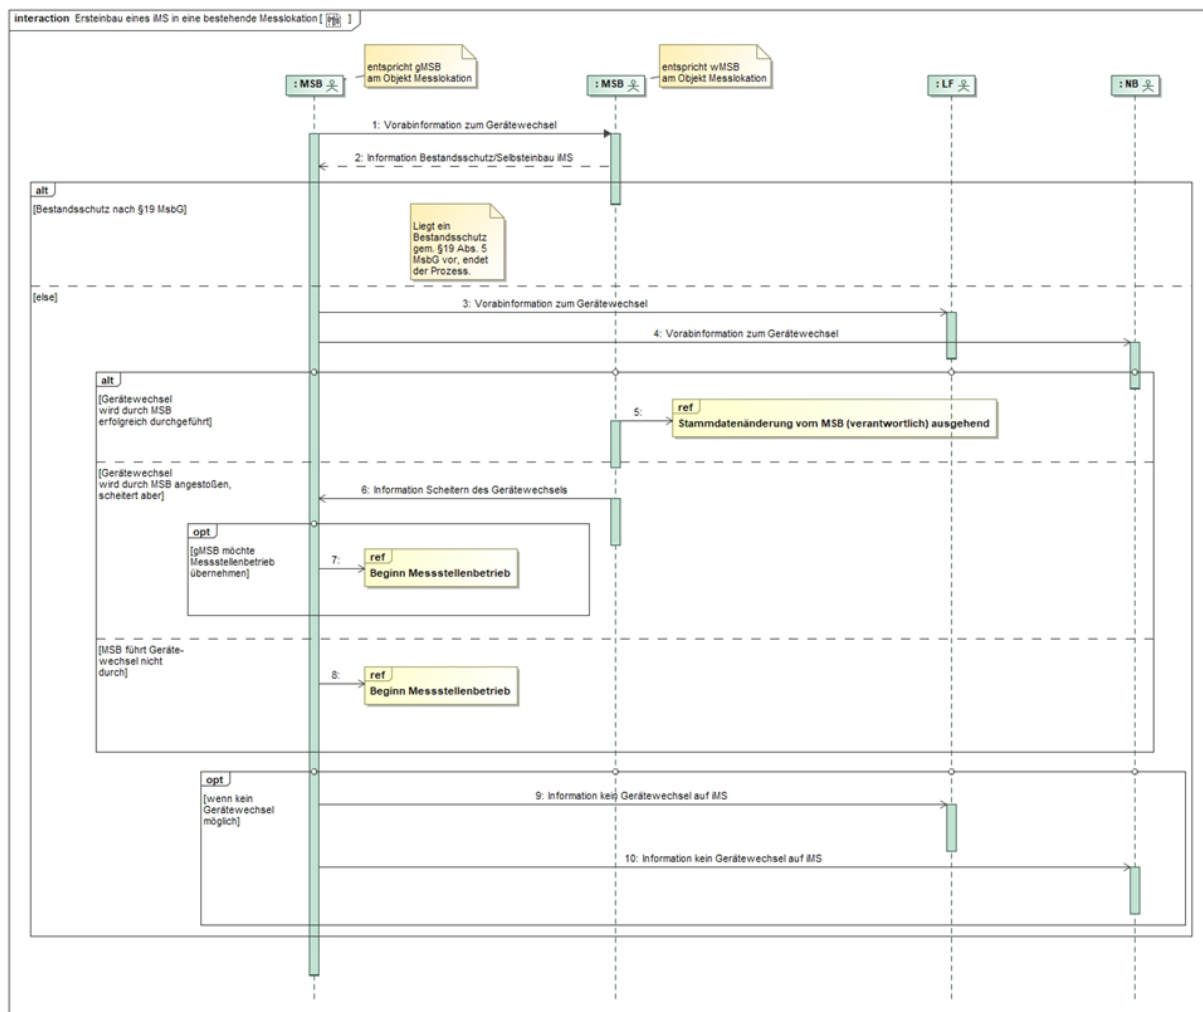 interaction Ersteinbau eines iMS in eine bestehende Messlokation [ ]
entspricht gMSB
am Objekt Messlokation
entspricht wMSB
am Objekt Messlokation
: MSB
: MSB
: LF
: NB
1: Vorabinformation zum Gerätewechsel
2: Information Bestandsschutz/Selbsteinbau iMS
alt
[Bestandsschutz nach §19 MsbG]
Liegt ein
Bestandsschutz
gem. §19 Abs. 5
MsbG vor, endet
der Prozess.
[else]
3: Vorabinformation zum Gerätewechsel
4: Vorabinformation zum Gerätewechsel
alt
[Gerätewechsel
wird durch MSB
erfolgreich durchgeführt]
5:
ref
Stammdatenänderung vom MSB (verantwortlich) ausgehend
[Gerätewechsel
wird durch MSB angestoßen,
scheitert aber]
6: Information Scheitern des Gerätewechsels
opt
[gMSB möchte
Messstellenbetrieb
übernehmen]
7:
ref
Beginn Messstellenbetrieb
[MSB führt Geräte-
wechsel nicht
durch]
8:
ref
Beginn Messstellenbetrieb
opt
[wenn kein
Gerätewechsel
möglich]
9: Information kein Gerätewechsel auf iMS
10: Information kein Gerätewechsel auf iMS